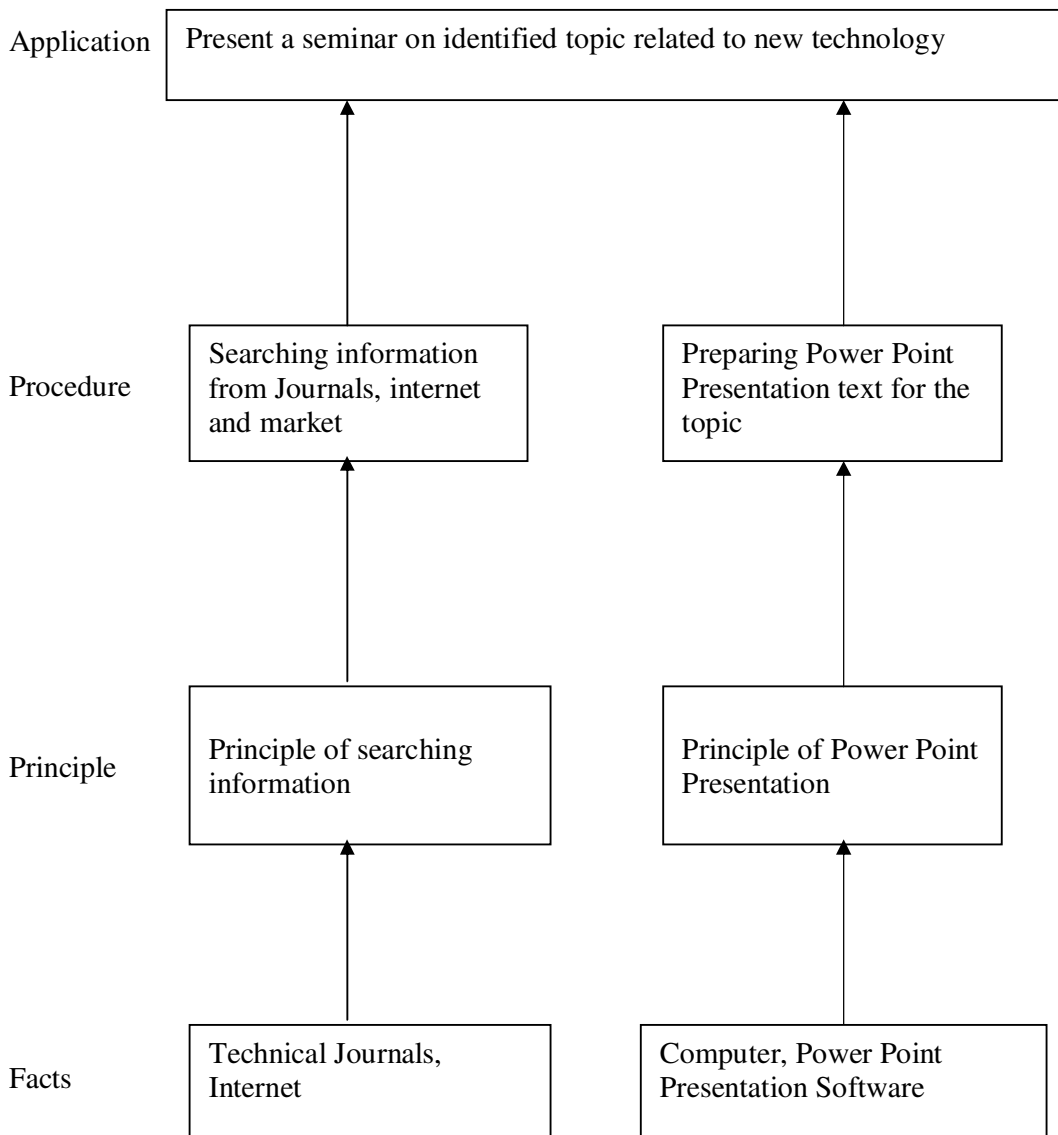 Application
Present a seminar on identified topic related to new technology
Procedure
Searching information
from Journals, internet
and market
Preparing Power Point
Presentation text for the
topic
Principle
Principle of searching
information
Principle of Power Point
Presentation
Facts
Technical Journals,
Internet
Computer, Power Point
Presentation Software